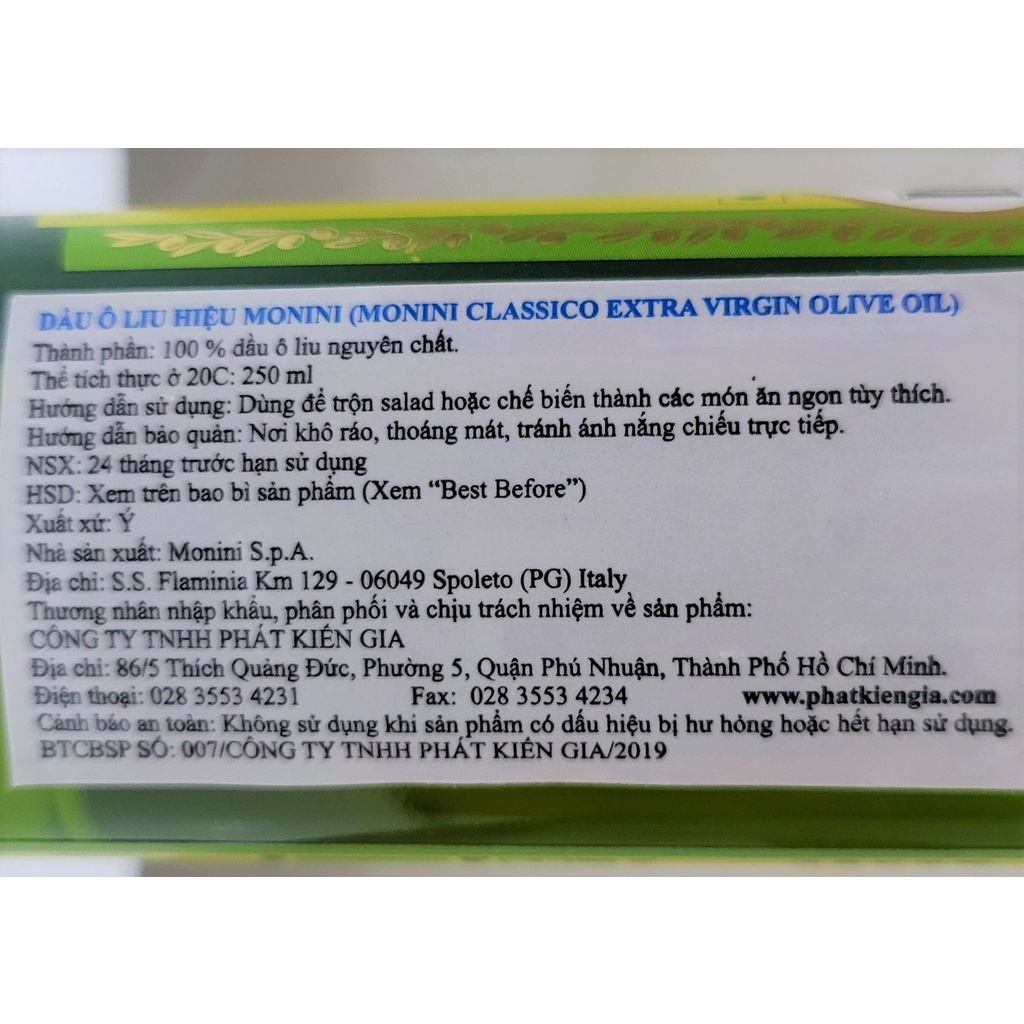 DẦU Ô LIU HIỆU MONINI (MONINI CLASSICO EXTRA VIRGIN OLIVE OIL)
Thành phần: 100 % dầu ô liu nguyên chất.
Thể tích thực ở 20C: 250 ml
Hướng dẫn sử dụng: Dùng để trộn salad hoặc chế biến thành các món ăn ngon tùy thích.
Hướng dẫn bảo quản: Nơi khô ráo, thoáng mát, tránh ánh nắng chiếu trực tiếp.
NSX: 24 tháng trước hạn sử dụng
HSD: Xem trên bao bì sản phẩm (Xem “Best Before”)
Xuất xứ: Ý
Nhà sản xuất: Monini S.p.A.
Địa chỉ: S.S. Flaminia Km 129 - 06049 Spoleto (PG) Italy
Thương nhân nhập khẩu, phân phối và chịu trách nhiệm về sản phẩm:
CÔNG TY TNHH PHÁT KIẾN GIA
Địa chỉ: 86/5 Thích Quảng Đức, Phường 5, Quận Phú Nhuận, Thành Phố Hồ Chí Minh.
Điện thoại: 028 3553 4231 Fax: 028 3553 4234 www.phatkiengia.com
Cảnh báo an toàn: Không sử dụng khi sản phẩm có dấu hiệu bị hư hỏng hoặc hết hạn sử dụng.
BTCBSP SỐ: 007/CÔNG TY TNHH PHÁT KIẾN GIA/2019